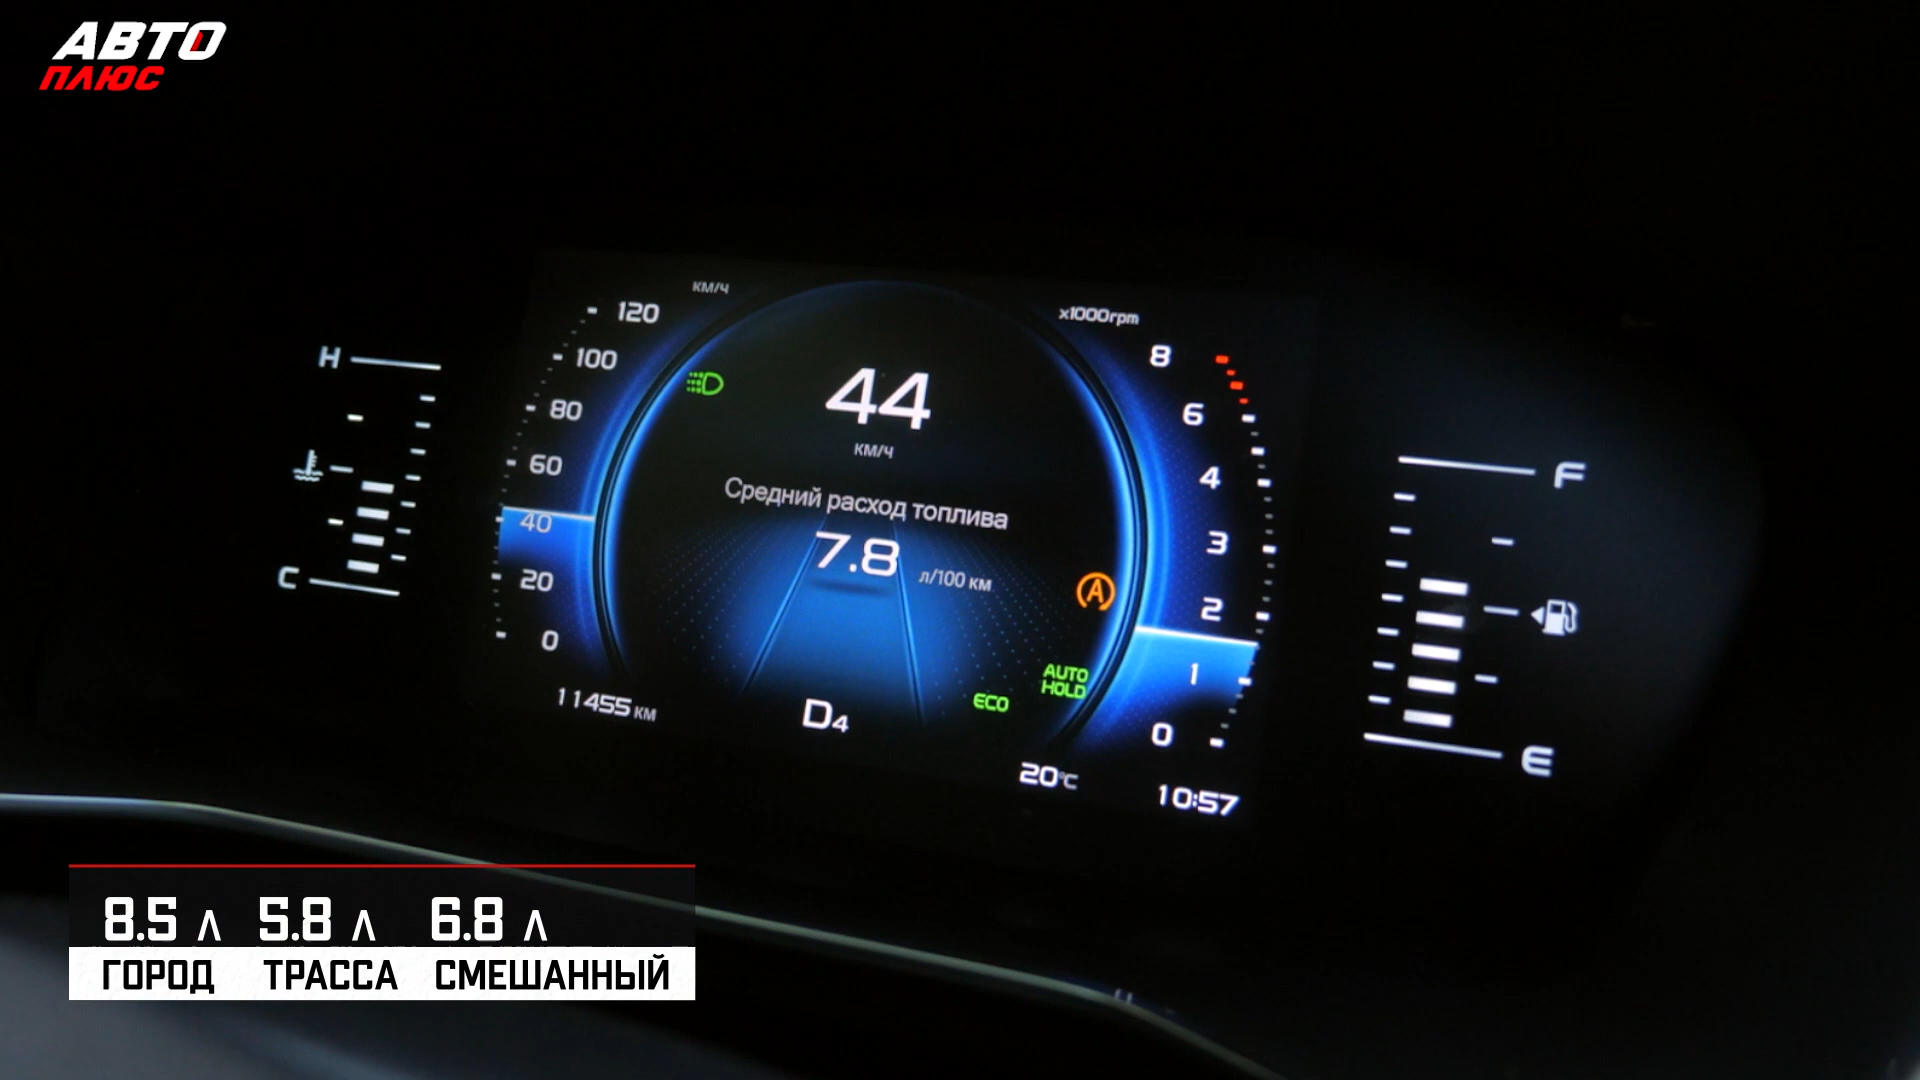 АВТО
ПЛЮС
км/ч
x1000rpm
120
100
80
60
40
20
0
H
C
44
км/ч
Средний расход топлива
7.8 л/100 км
8
6
4
3
2
1
0
A
AUTO
HOLD
ECO
F
E
11455 км
D4
20°C
10:57
8.5 л 5.8 л 6.8 л
ГОРОД ТРАССА СМЕШАННЫЙ